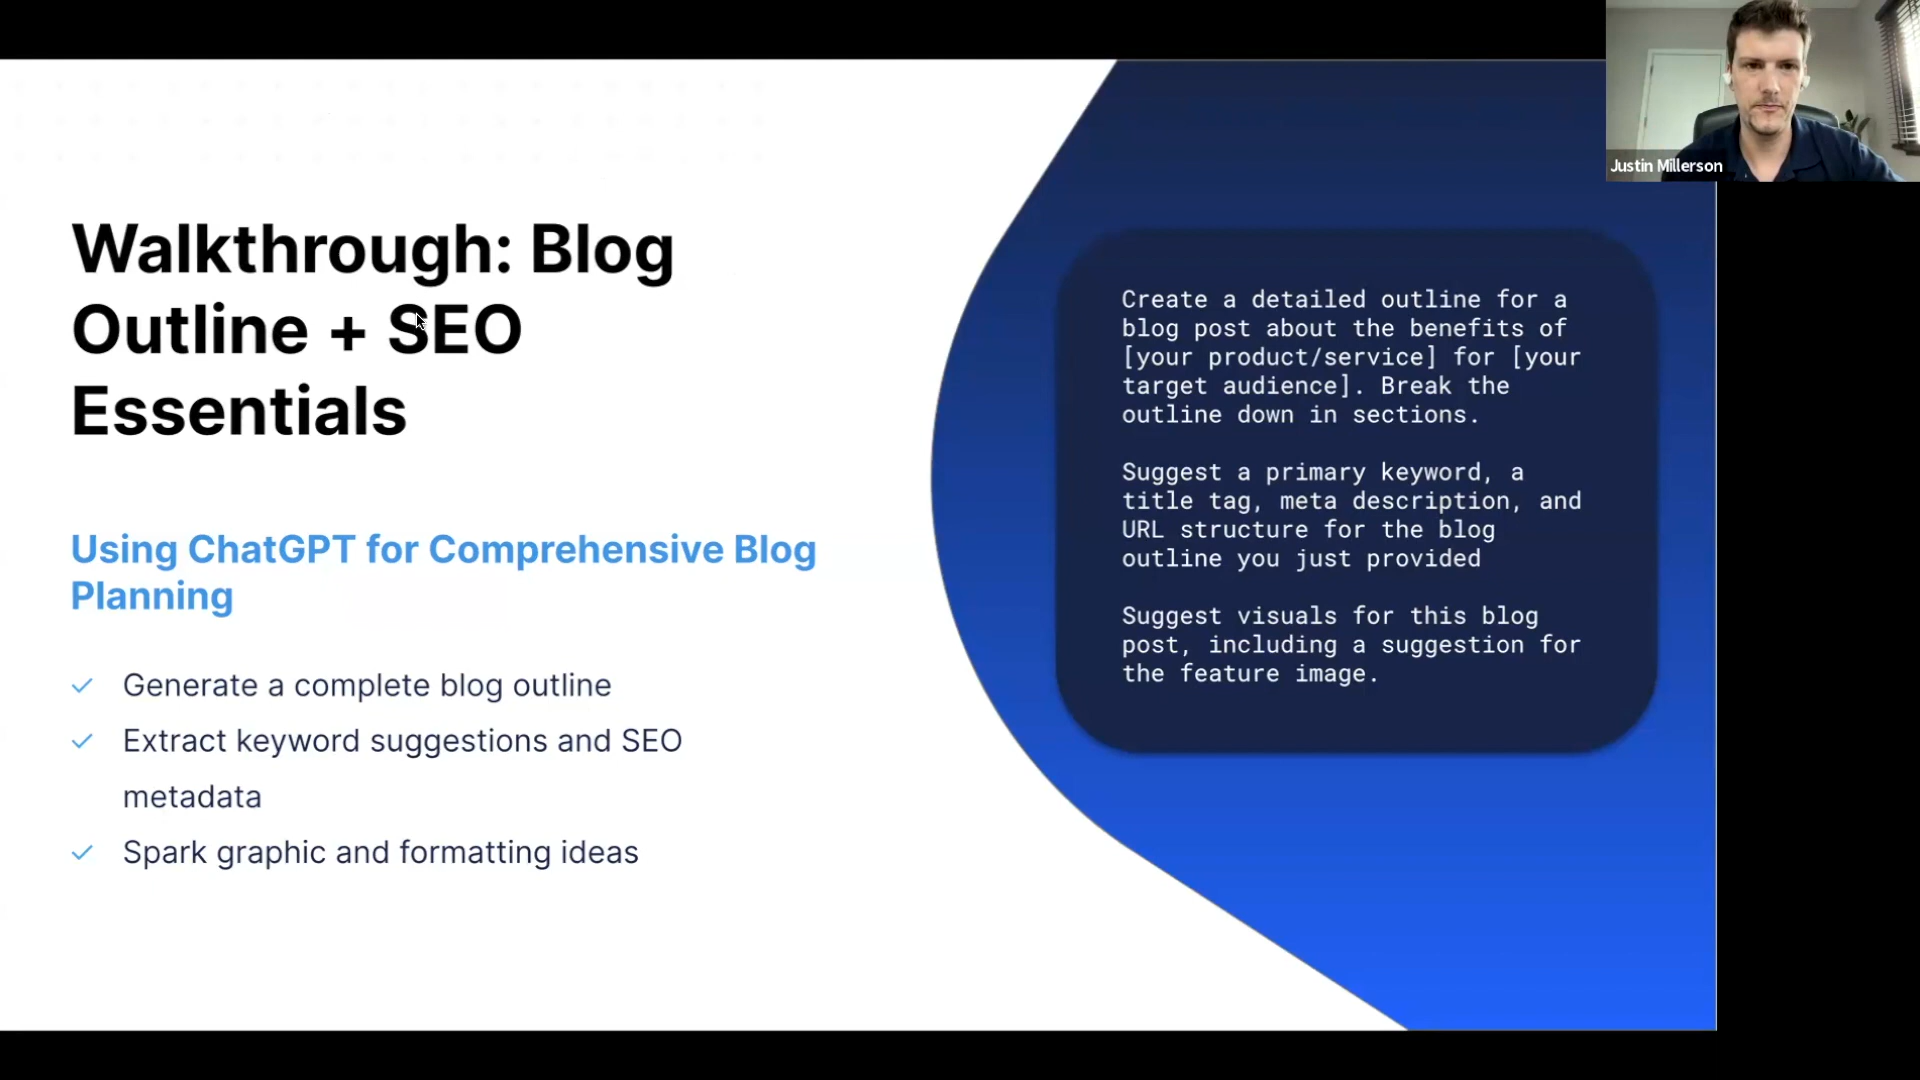 Walkthrough: Blog
Outline + SEO
Essentials
Using ChatGPT for Comprehensive Blog
Planning
Generate a complete blog outline
Extract keyword suggestions and SEO
metadata
Spark graphic and formatting ideas
Create a detailed outline for a
blog post about the benefits of
[your product/service] for [your
target audience]. Break the
outline down in sections.
Suggest a primary keyword, a
title tag, meta description, and
URL structure for the blog
outline you just provided
Suggest visuals for this blog
post, including a suggestion for
the feature image.
Justin Millerson